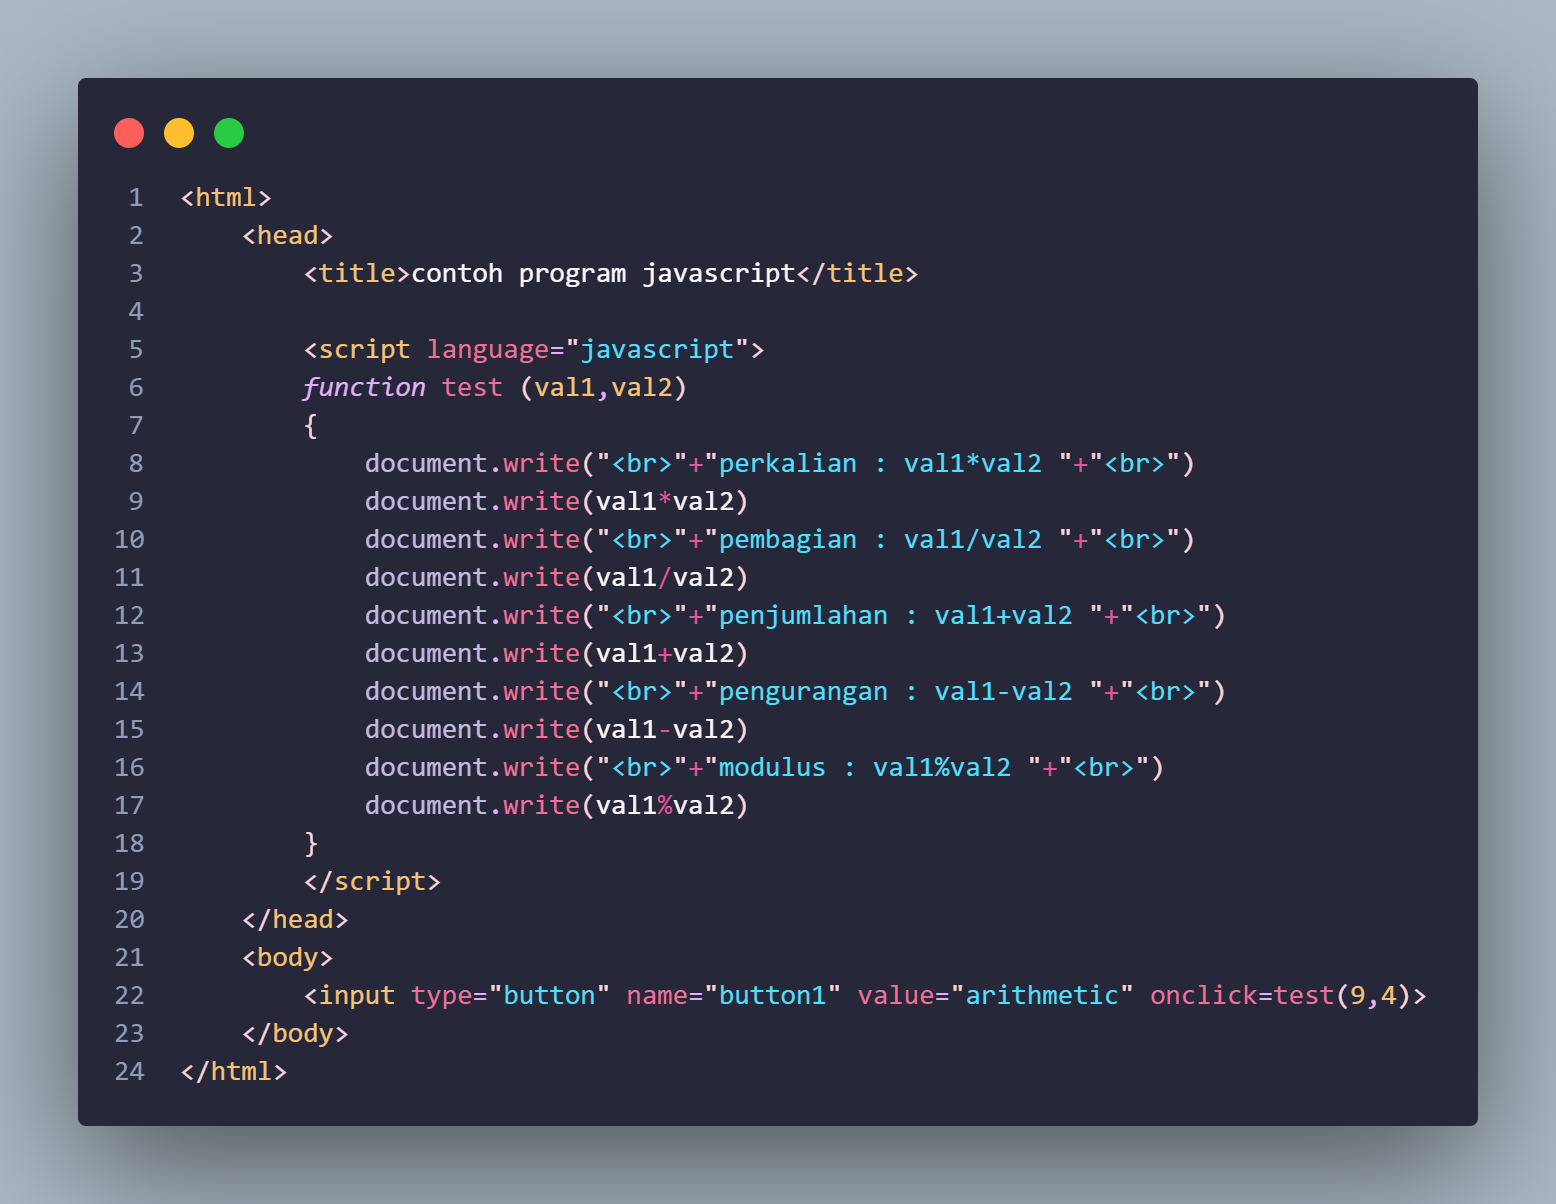 1 <html>
2     <head>
3         <title>contoh program javascript</title>
4
5         <script language="javascript">
6         function test (val1,val2)
7         {
8             document.write("<br>"+"perkalian : val1*val2 "+"<br>")
9             document.write(val1*val2)
10             document.write("<br>"+"pembagian : val1/val2 "+"<br>")
11             document.write(val1/val2)
12             document.write("<br>"+"penjumlahan : val1+val2 "+"<br>")
13             document.write(val1+val2)
14             document.write("<br>"+"pengurangan : val1-val2 "+"<br>")
15             document.write(val1-val2)
16             document.write("<br>"+"modulus : val1%val2 "+"<br>")
17             document.write(val1%val2)
18         }
19         </script>
20     </head>
21     <body>
22         <input type="button" name="button1" value="arithmetic" onclick=test(9,4)>
23     </body>
24 </html>